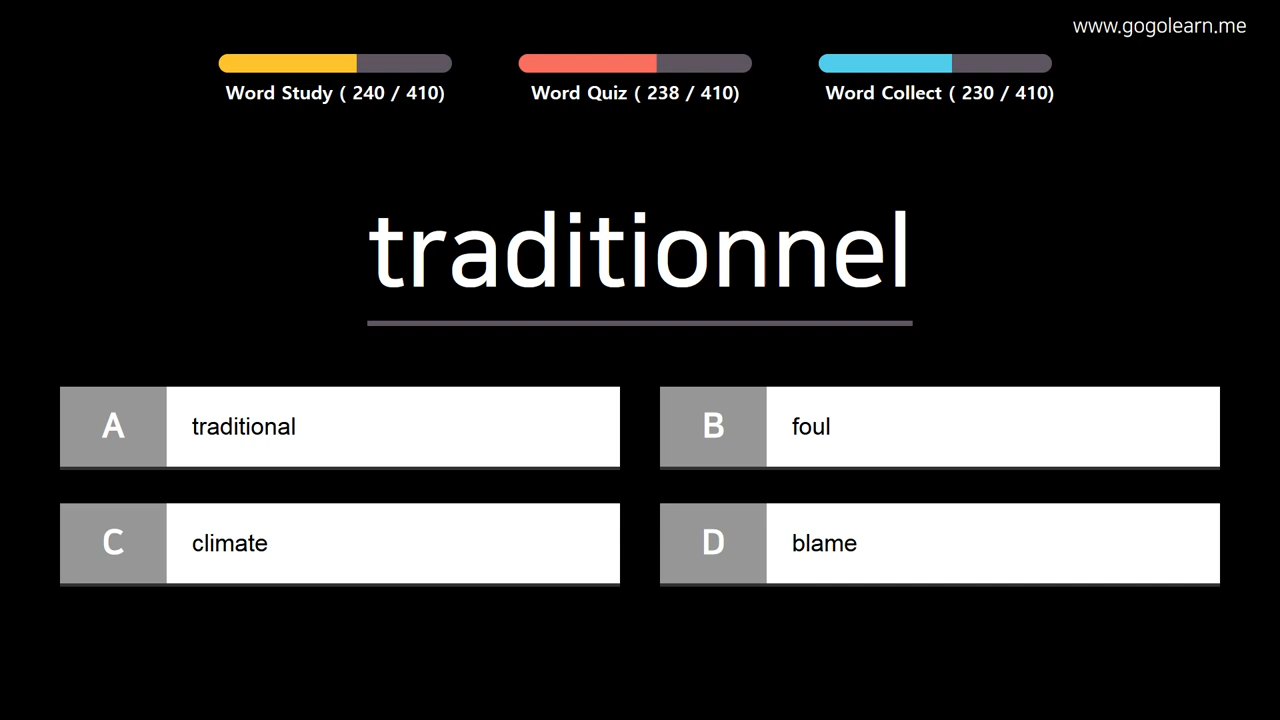 www.gogolearn.me
Word Study ( 240 / 410)
Word Quiz ( 238 / 410)
Word Collect ( 230 / 410)
traditionnel
A traditional
B foul
C climate
D blame